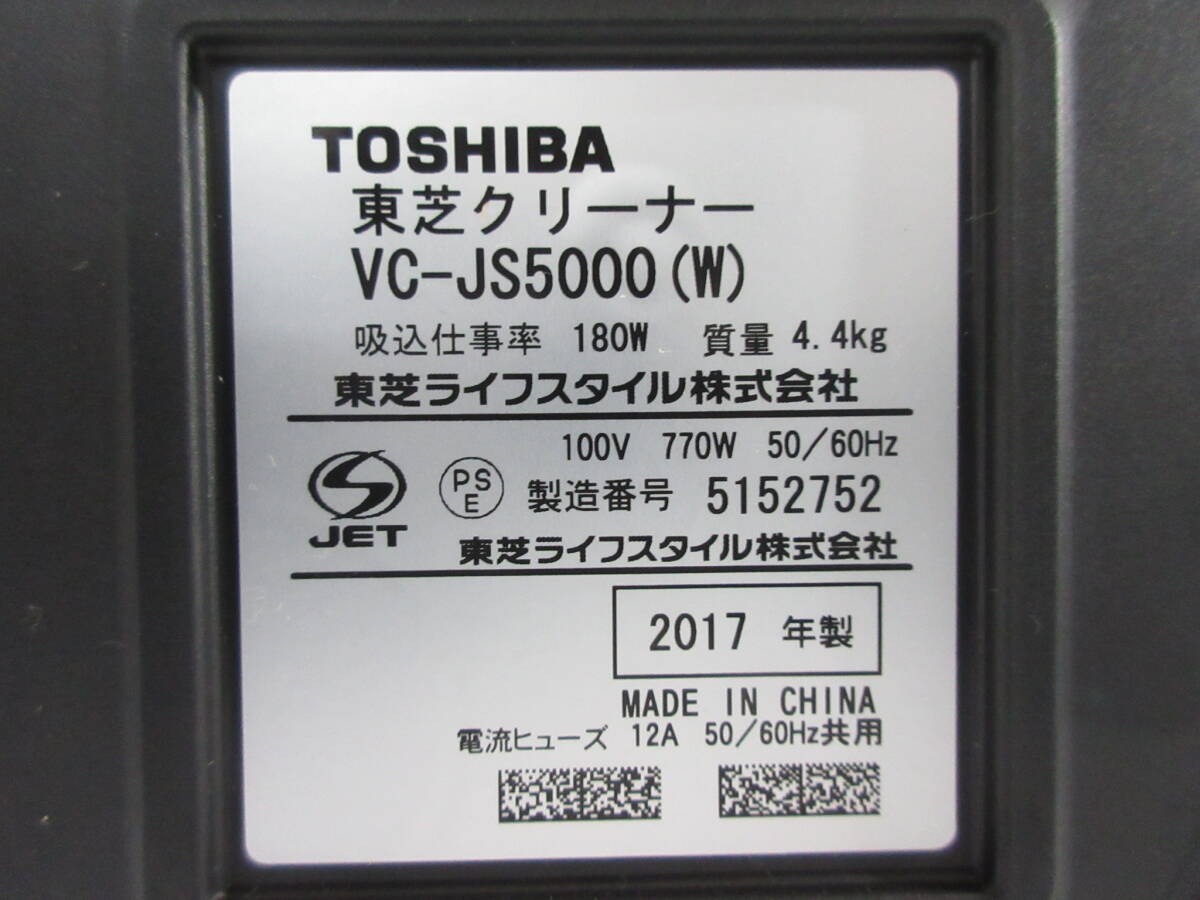 TOSHIBA
東芝クリーナー
VC-JS5000(W)
吸込仕事率 180W 質量 4.4kg
東芝ライフスタイル株式会社
100V 770W 50/60Hz
JET PSE 製造番号 5152752
東芝ライフスタイル株式会社
2017 年製
MADE IN CHINA
電流ヒューズ 12A 50/60Hz共用